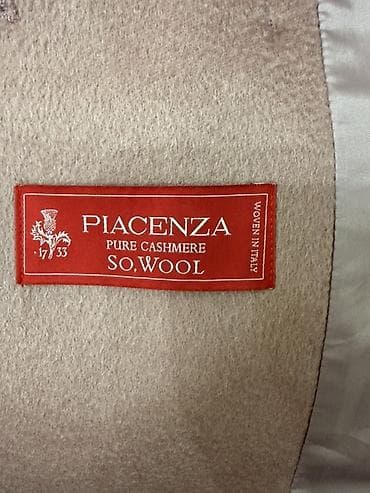 PIACENZA
PURE CASHMERE
SO, WOOL
· 17 33
WOVEN IN ITALY